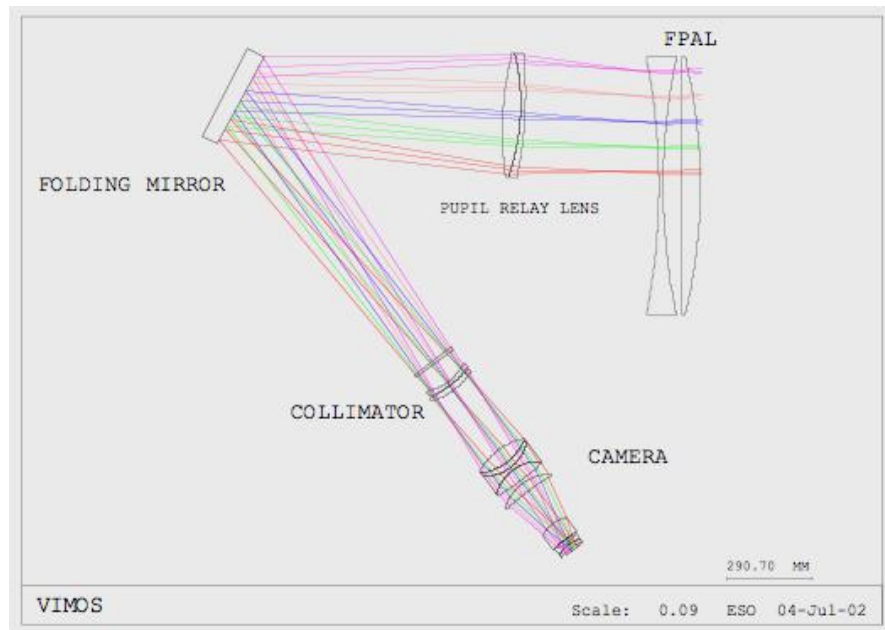 FPAL
FOLDING MIRROR
PUPIL RELAY LENS
COLLIMATOR
CAMERA
290.70 MM
VIMOS
Scale: 0.09 ESO 04-Jul-02